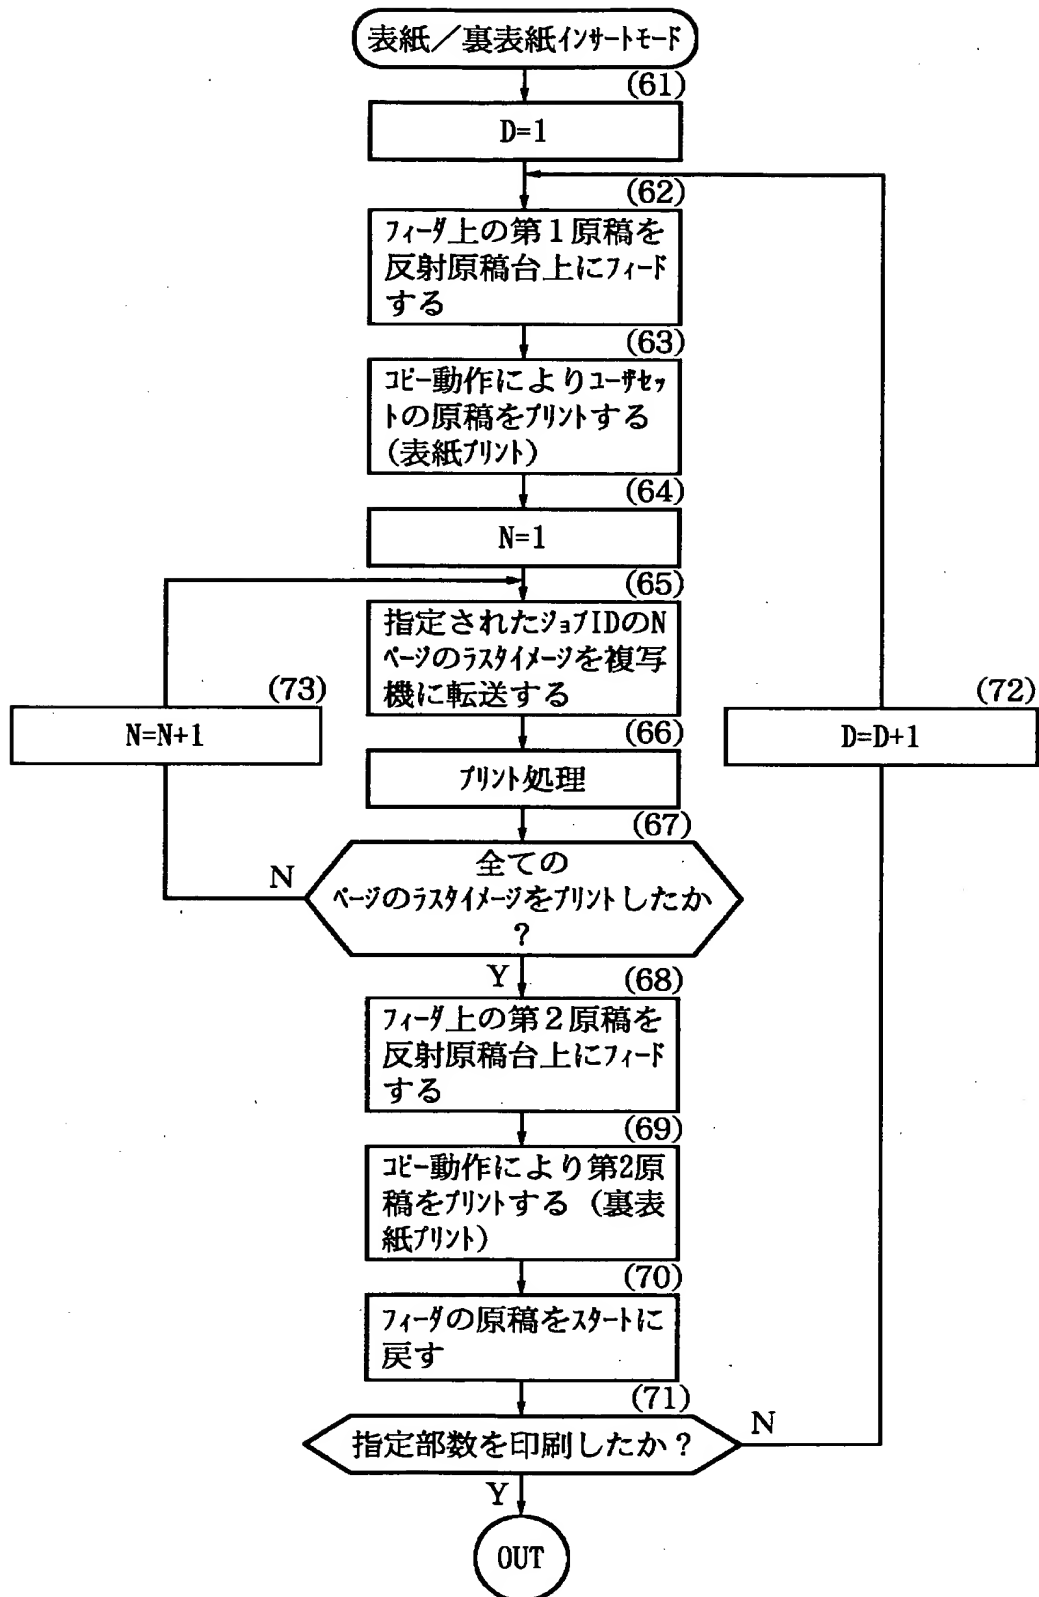 表紙／裏表紙ｲﾝｻｰﾄﾓｰﾄﾞ
(61)
D=1
(62)
ﾌｨｰﾀﾞ上の第１原稿を
反射原稿台上にﾌｨｰﾄﾞ
する
(63)
ｺﾋﾟｰ動作によりﾕｰｻﾞｾｯ
ﾄの原稿をﾌﾟﾘﾝﾄする
（表紙ﾌﾟﾘﾝﾄ）
(64)
N=1
(65)
指定されたｼﾞｮﾌﾞIDのN
ﾍﾟｰｼﾞのﾗｽﾀｲﾒｰｼﾞを複写
機に転送する
(73)
N=N+1
(72)
D=D+1
(66)
ﾌﾟﾘﾝﾄ処理
(67)
全ての
ﾍﾟｰｼﾞのﾗｽﾀｲﾒｰｼﾞをﾌﾟﾘﾝﾄしたか
？
N
Y
(68)
ﾌｨｰﾀﾞ上の第２原稿を
反射原稿台上にﾌｨｰﾄﾞ
する
(69)
ｺﾋﾟｰ動作により第2原
稿をﾌﾟﾘﾝﾄする（裏表
紙ﾌﾟﾘﾝﾄ）
(70)
ﾌｨｰﾀﾞの原稿をｽﾀｰﾄに
戻す
(71)
指定部数を印刷したか？
N
Y
OUT